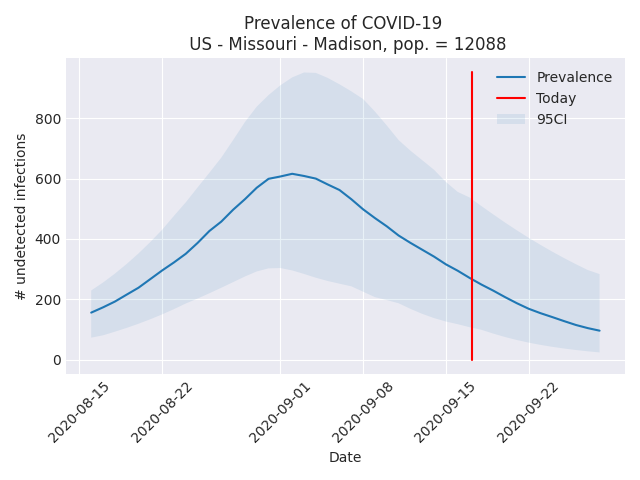 Prevalence of COVID-19
US - Missouri - Madison, pop. = 12088
Prevalence
Today
95CI
# undetected infections
800
600
400
200
0
2020-08-15
2020-08-22
2020-09-01
2020-09-08
2020-09-15
2020-09-22
Date